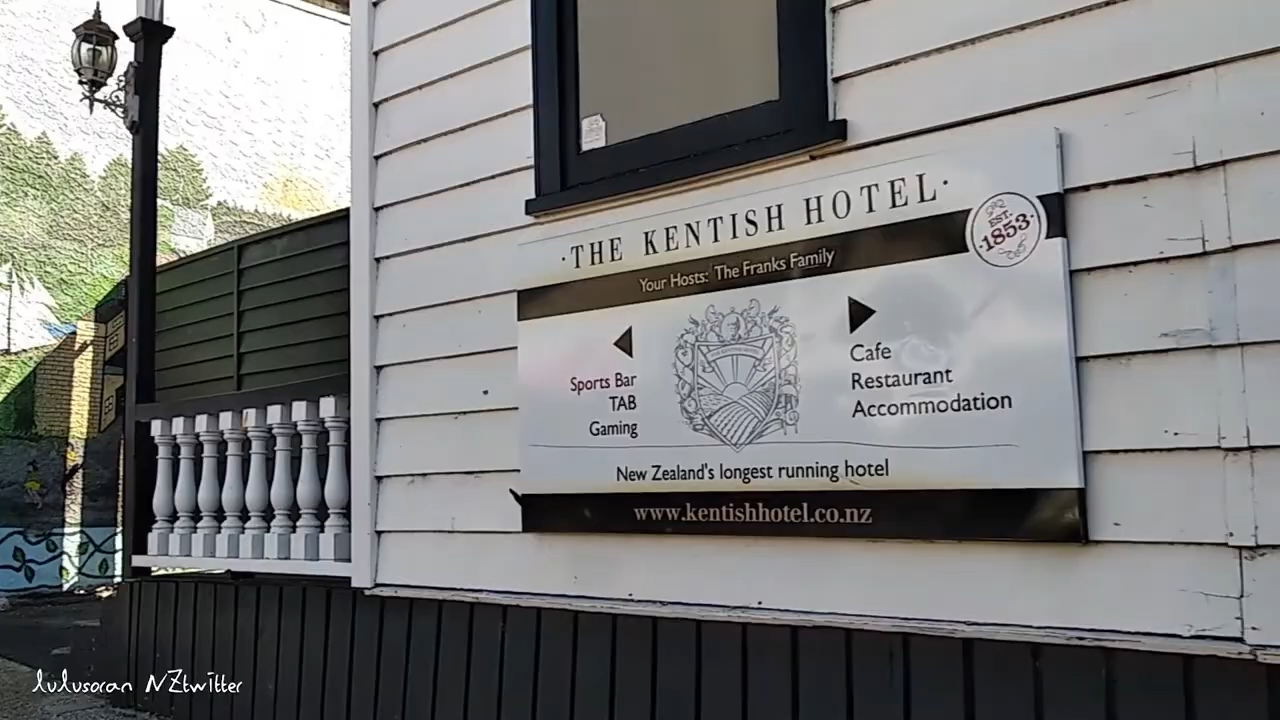 ·THE KENTISH HOTEL·
EST.
·1853·
Your Hosts: The Franks Family
Sports Bar
TAB
Gaming
Cafe
Restaurant
Accommodation
New Zealand's longest running hotel
www.kentishhotel.co.nz
lulusoran NZtwitter